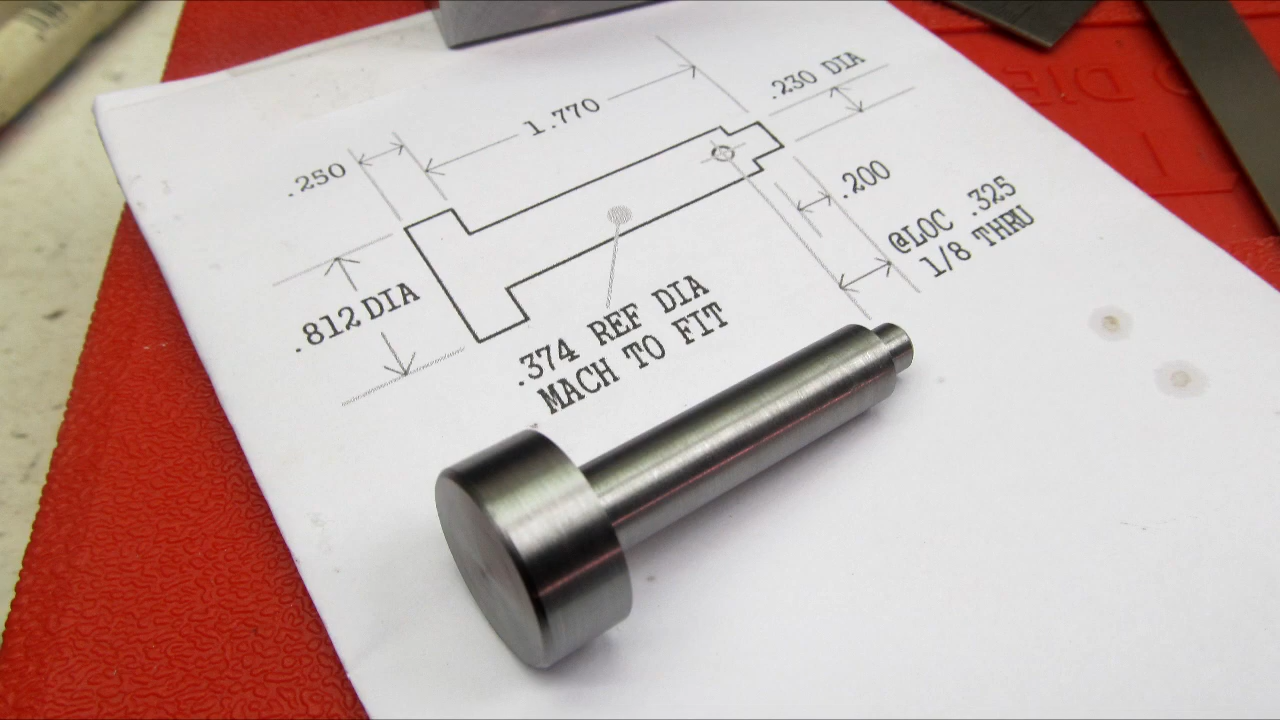 .230 DIA
1.770
.250
.200
@LOC .325
1/8 THRU
.812 DIA
.374 REF DIA
MACH TO FIT